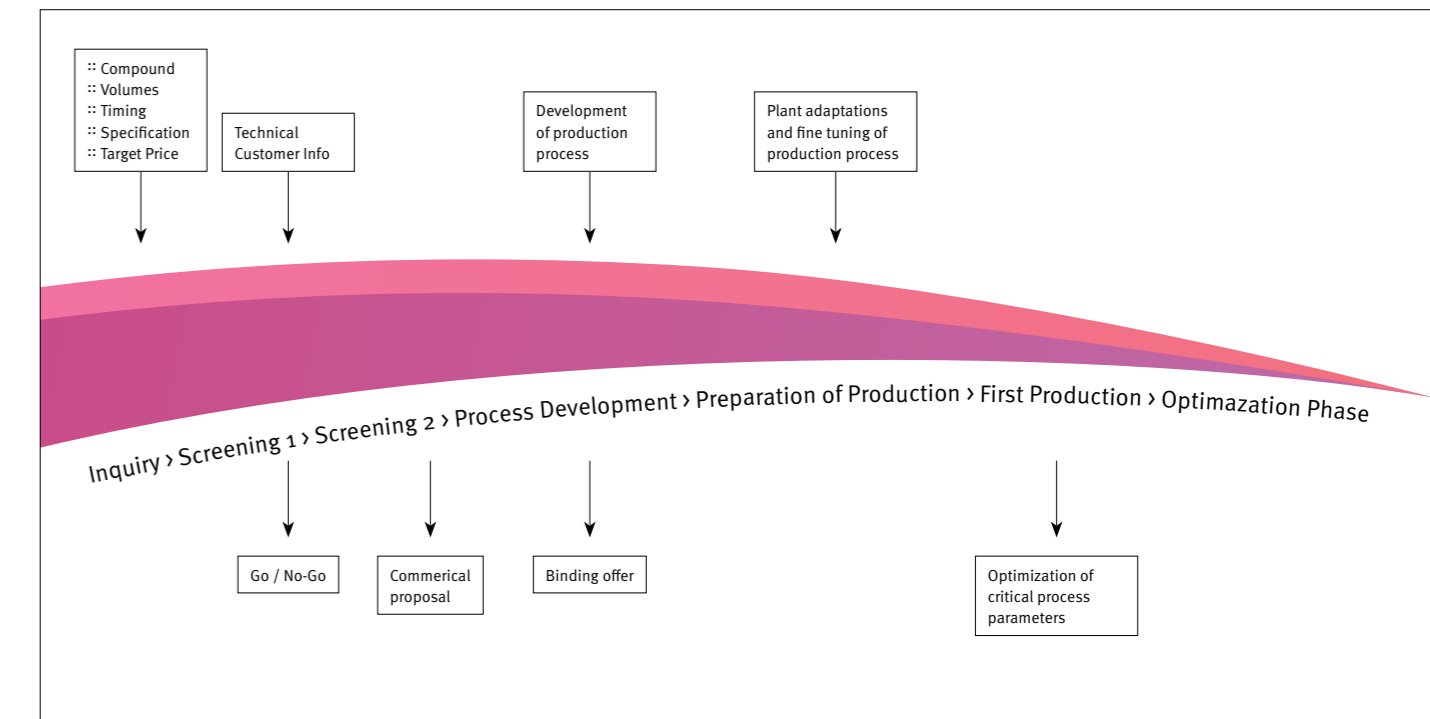 :: Compound
:: Volumes
:: Timing
:: Specification
:: Target Price
Technical
Customer Info
Development
of production
process
Plant adaptations
and fine tuning of
production process
Inquiry › Screening 1 › Screening 2 › Process Development › Preparation of Production › First Production › Optimazation Phase
Go / No-Go
Commerical
proposal
Binding offer
Optimization of
critical process
parameters